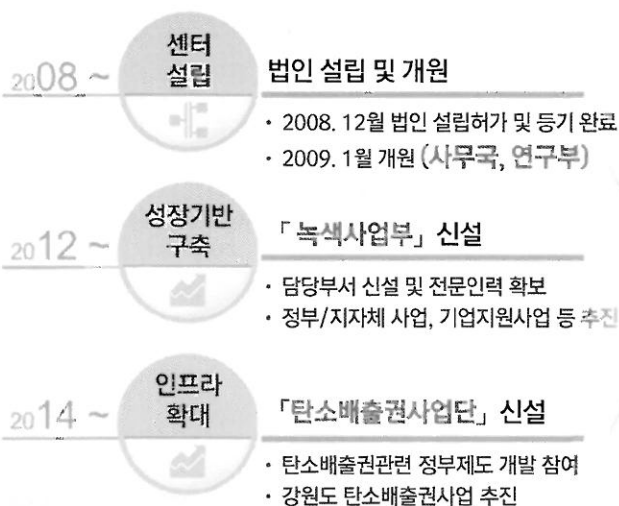 2008 ~
센터
설립
법인 설립 및 개원
• 2008. 12월 법인 설립허가 및 등기 완료
• 2009. 1월 개원 (사무국, 연구부)
2012 ~
성장기반
구축
「녹색사업부」 신설
• 담당부서 신설 및 전문인력 확보
• 정부/지자체 사업, 기업지원사업 등 추진
2014 ~
인프라
확대
「탄소배출권사업단」 신설
• 탄소배출권관련 정부제도 개발 참여
• 강원도 탄소배출권사업 추진